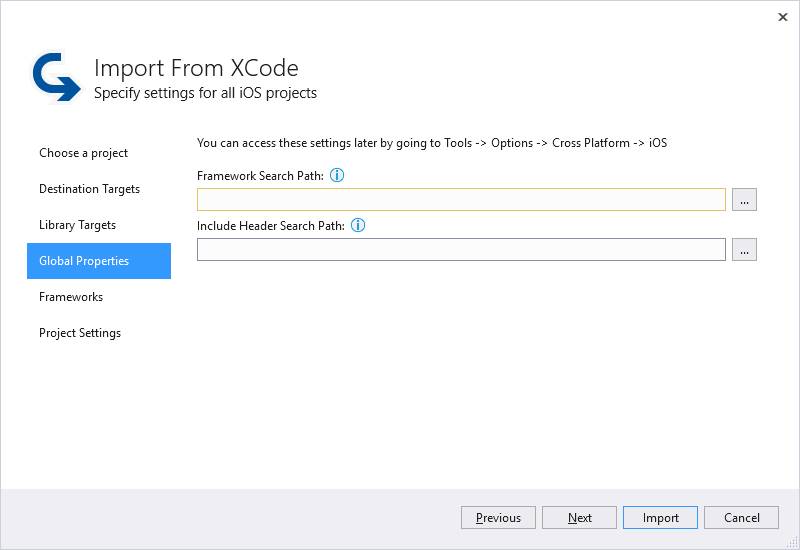 Import From XCode
Specify settings for all iOS projects
Choose a project
Destination Targets
Library Targets
Global Properties
Frameworks
Project Settings
You can access these settings later by going to Tools -> Options -> Cross Platform -> iOS
Framework Search Path:
...
Include Header Search Path:
...
Previous
Next
Import
Cancel